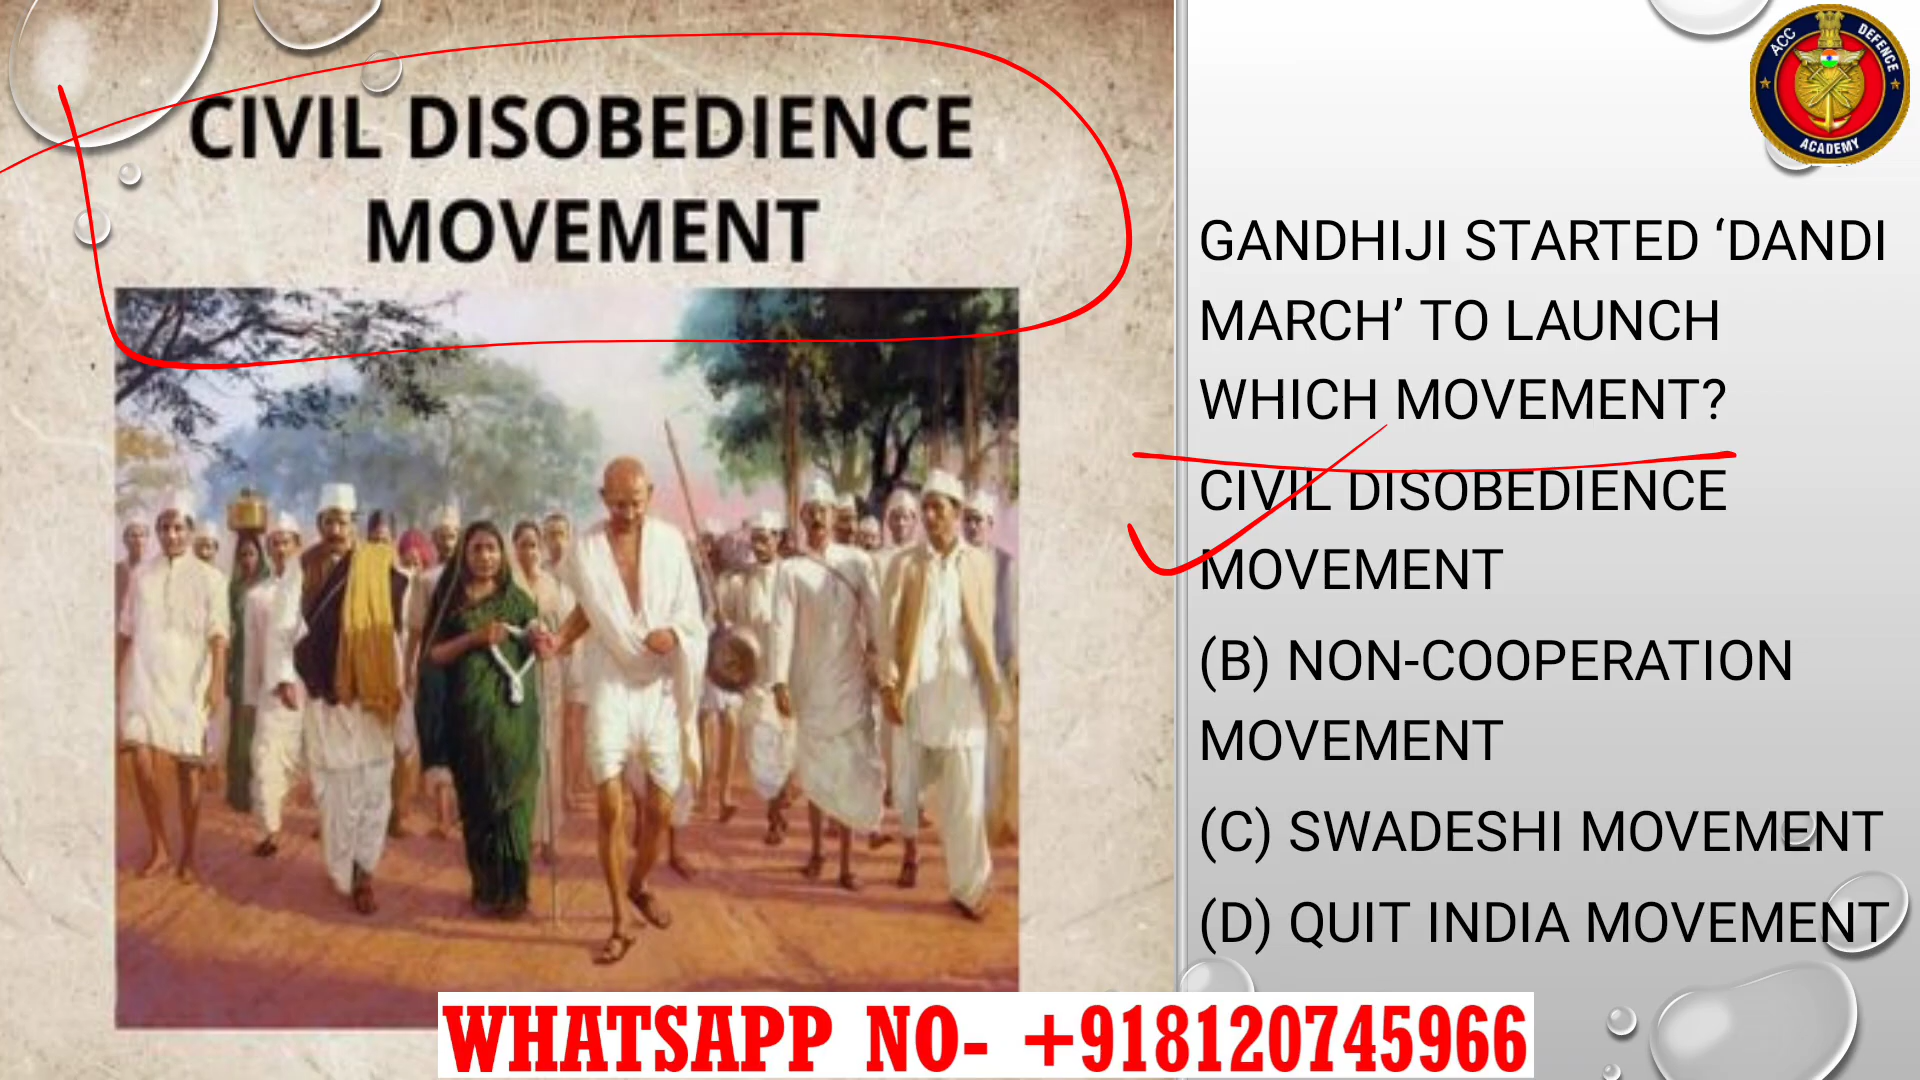 CIVIL DISOBEDIENCE
MOVEMENT
ACC DEFENCE
ACADEMY
GANDHIJI STARTED ‘DANDI
MARCH’ TO LAUNCH
WHICH MOVEMENT?
CIVIL DISOBEDIENCE
MOVEMENT
(B) NON-COOPERATION
MOVEMENT
(C) SWADESHI MOVEMENT
(D) QUIT INDIA MOVEMENT
WHATSAPP NO- +918120745966